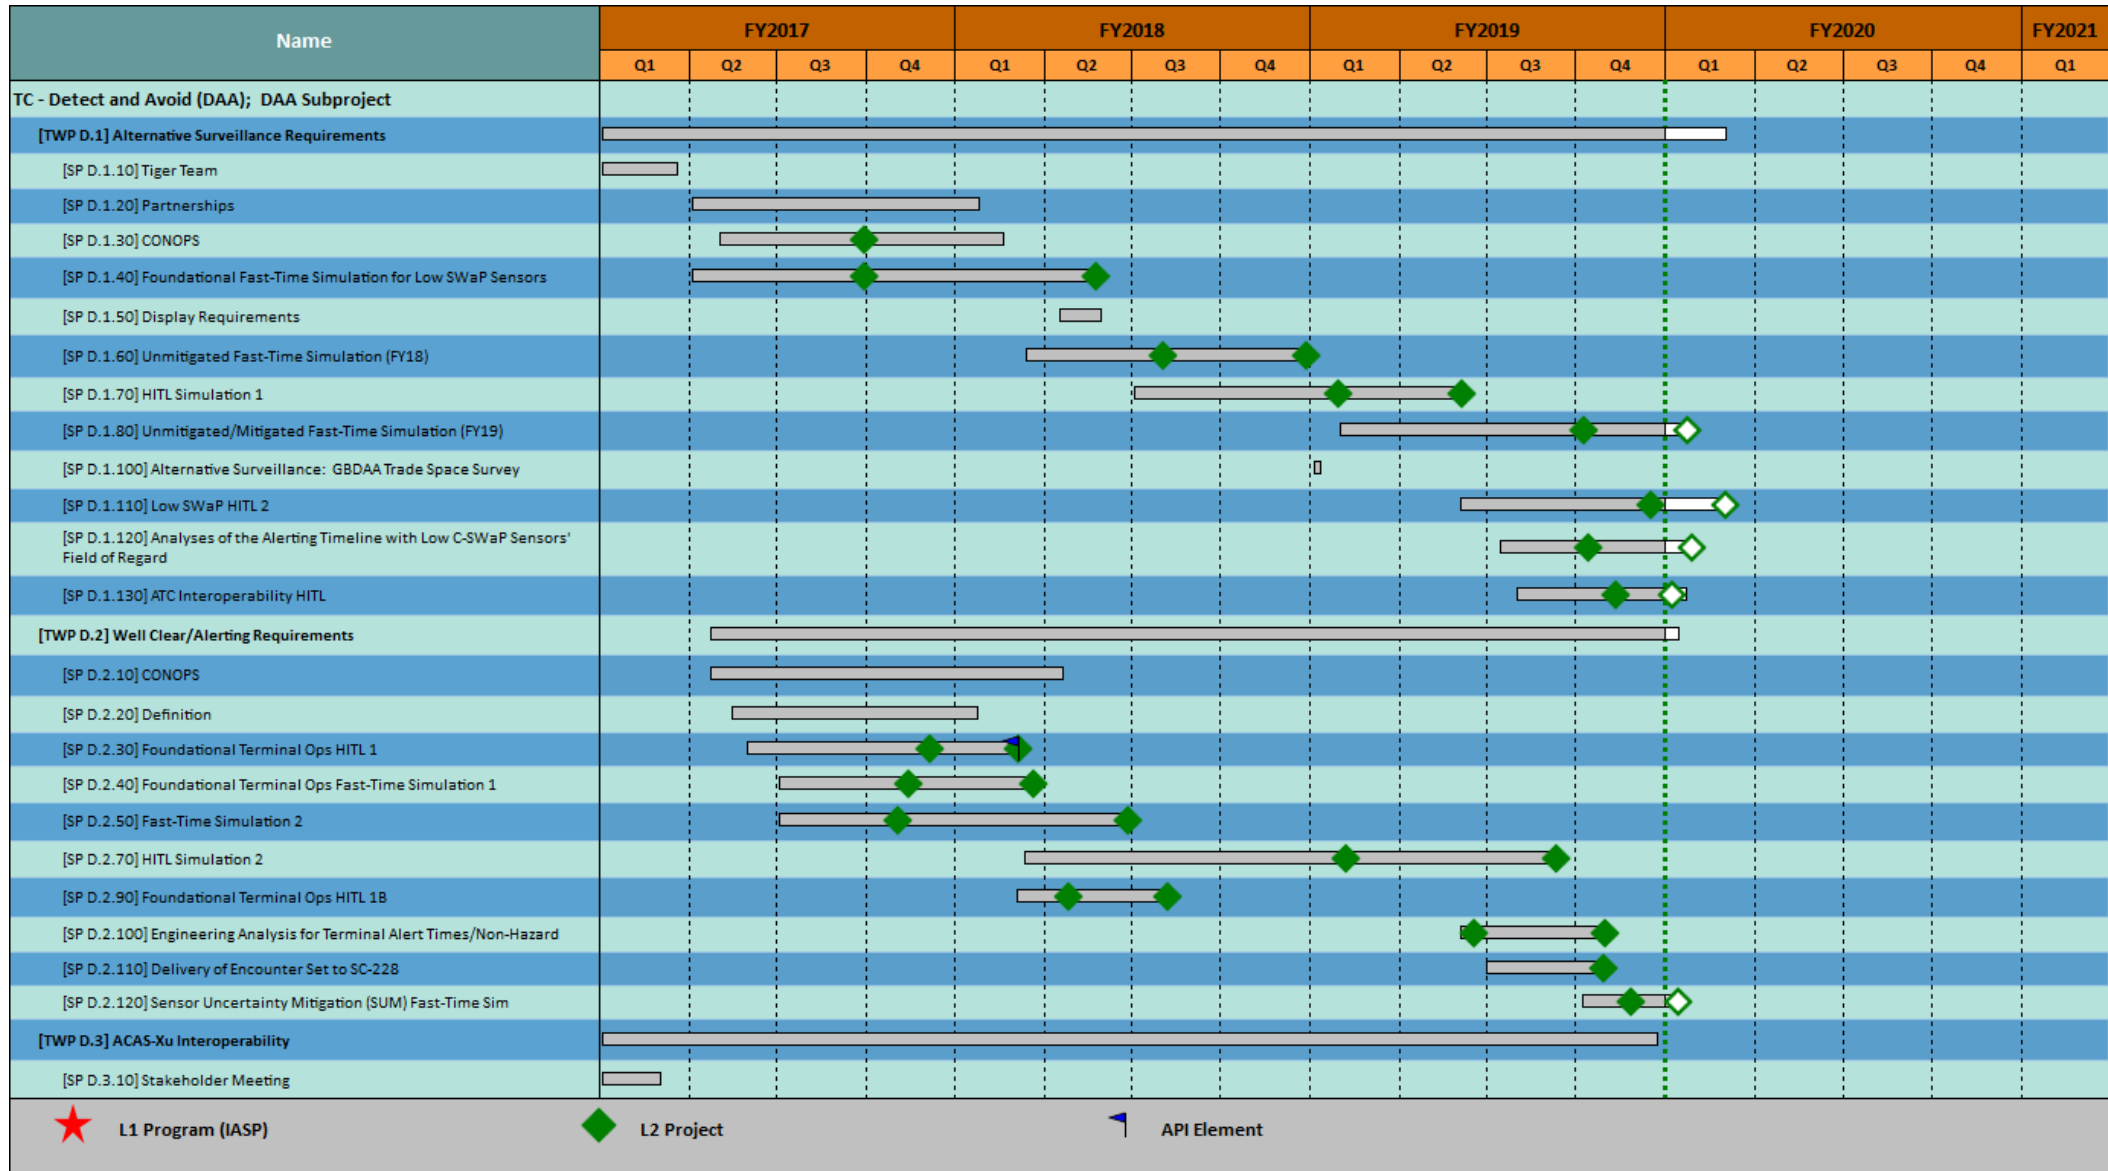 Name
FY2017 FY2018 FY2019 FY2020 FY2021
Q1 Q2 Q3 Q4 Q1 Q2 Q3 Q4 Q1 Q2 Q3 Q4 Q1 Q2 Q3 Q4 Q1
TC - Detect and Avoid (DAA); DAA Subproject
[TWP D.1] Alternative Surveillance Requirements
[SP D.1.10] Tiger Team
[SP D.1.20] Partnerships
[SP D.1.30] CONOPS
[SP D.1.40] Foundational Fast-Time Simulation for Low SWaP Sensors
[SP D.1.50] Display Requirements
[SP D.1.60] Unmitigated Fast-Time Simulation (FY18)
[SP D.1.70] HITL Simulation 1
[SP D.1.80] Unmitigated/Mitigated Fast-Time Simulation (FY19)
[SP D.1.100] Alternative Surveillance: GBDAA Trade Space Survey
[SP D.1.110] Low SWaP HITL 2
[SP D.1.120] Analyses of the Alerting Timeline with Low C-SWaP Sensors'
Field of Regard
[SP D.1.130] ATC Interoperability HITL
[TWP D.2] Well Clear/Alerting Requirements
[SP D.2.10] CONOPS
[SP D.2.20] Definition
[SP D.2.30] Foundational Terminal Ops HITL 1
[SP D.2.40] Foundational Terminal Ops Fast-Time Simulation 1
[SP D.2.50] Fast-Time Simulation 2
[SP D.2.70] HITL Simulation 2
[SP D.2.90] Foundational Terminal Ops HITL 1B
[SP D.2.100] Engineering Analysis for Terminal Alert Times/Non-Hazard
[SP D.2.110] Delivery of Encounter Set to SC-228
[SP D.2.120] Sensor Uncertainty Mitigation (SUM) Fast-Time Sim
[TWP D.3] ACAS-Xu Interoperability
[SP D.3.10] Stakeholder Meeting
L1 Program (IASP) L2 Project API Element